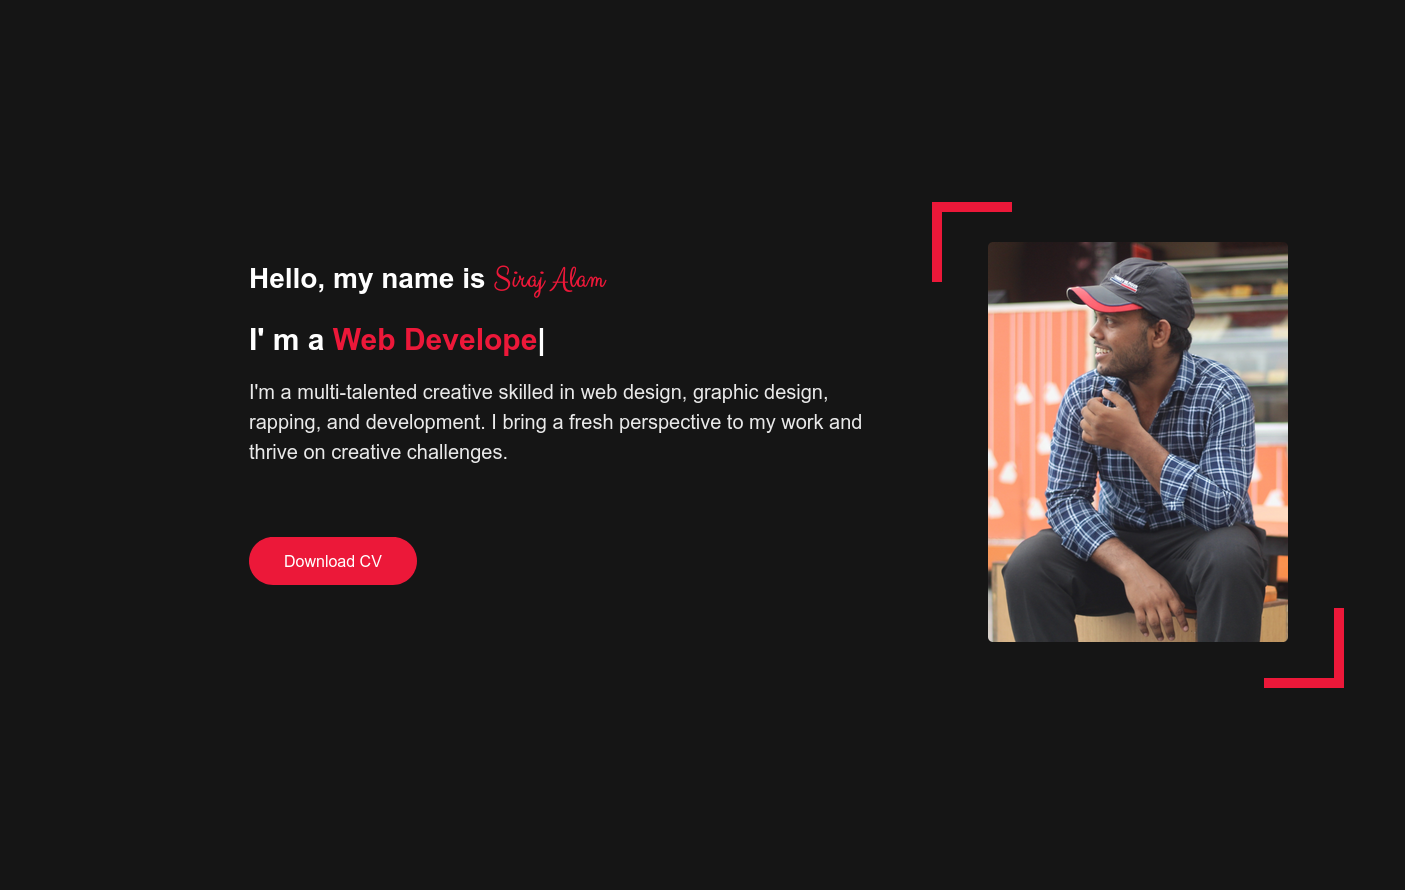 Hello, my name is Siraj Alam
I' m a Web Develope|
I'm a multi-talented creative skilled in web design, graphic design,
rapping, and development. I bring a fresh perspective to my work and
thrive on creative challenges.
Download CV